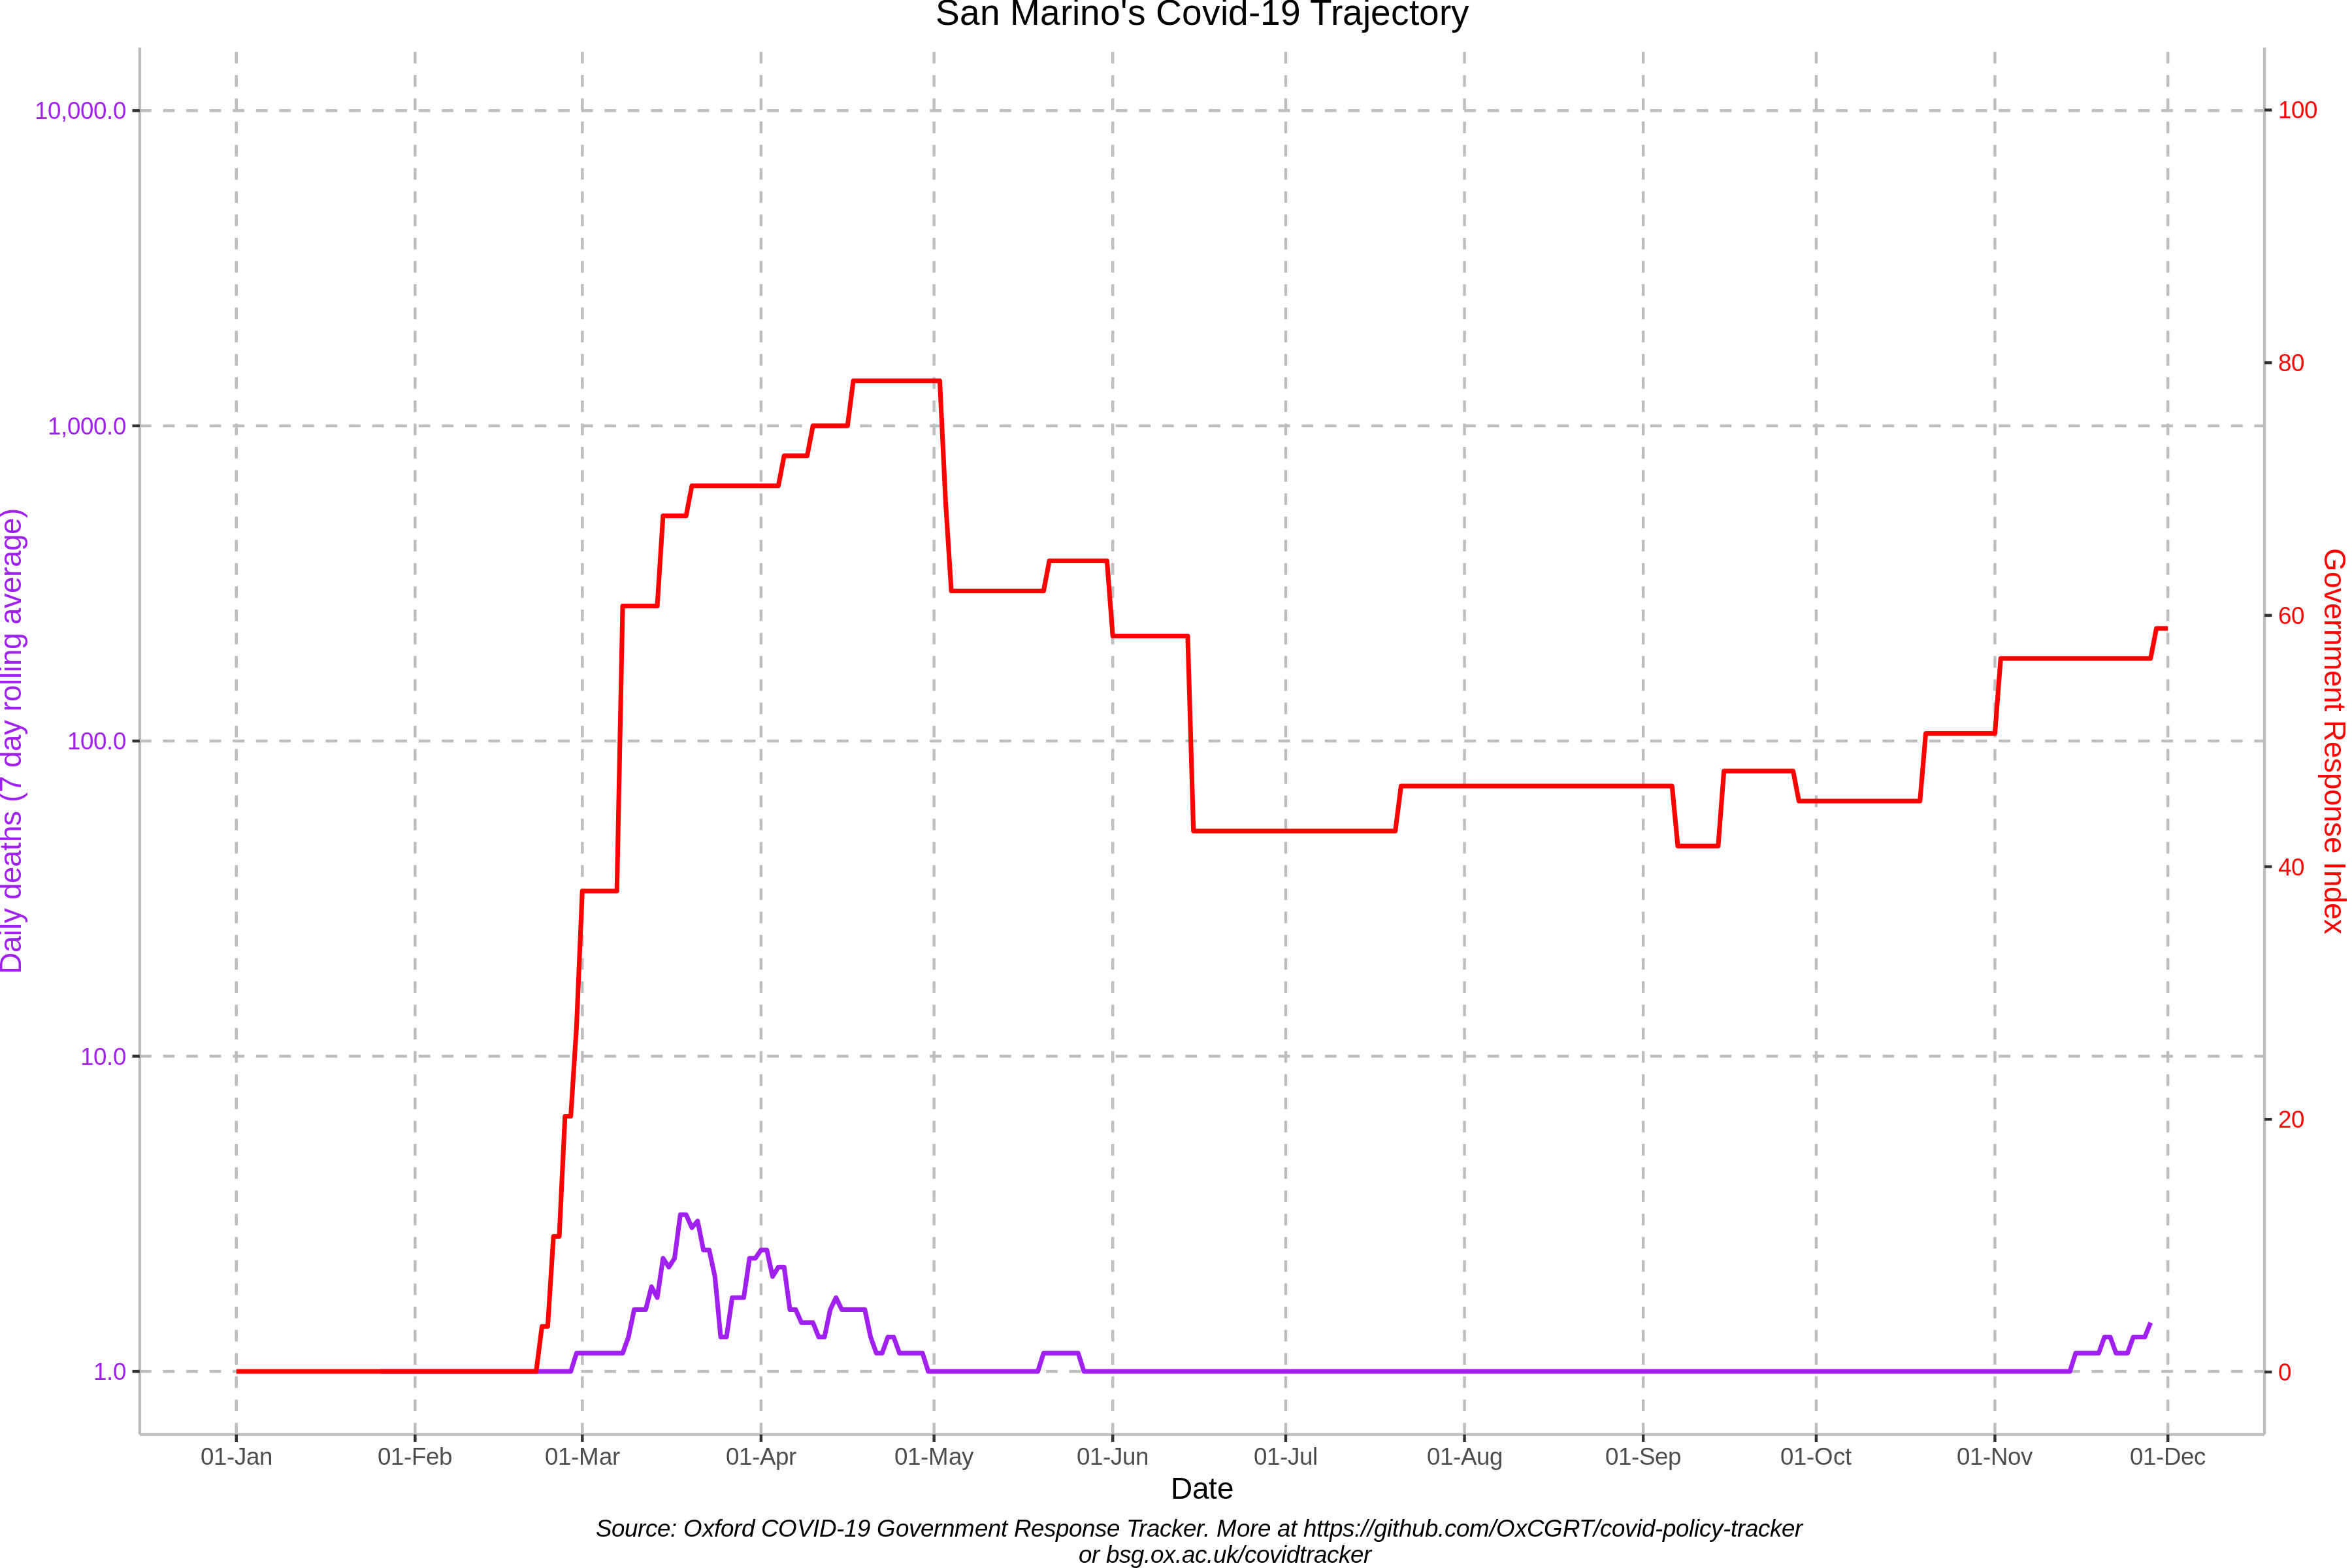 San Marino's Covid-19 Trajectory
10,000.0
1,000.0
100.0
10.0
1.0
Daily deaths (7 day rolling average)
100
80
60
40
20
0
Government Response Index
01-Jan 01-Feb 01-Mar 01-Apr 01-May 01-Jun 01-Jul 01-Aug 01-Sep 01-Oct 01-Nov 01-Dec
Date
Source: Oxford COVID-19 Government Response Tracker. More at https://github.com/OxCGRT/covid-policy-tracker
or bsg.ox.ac.uk/covidtracker